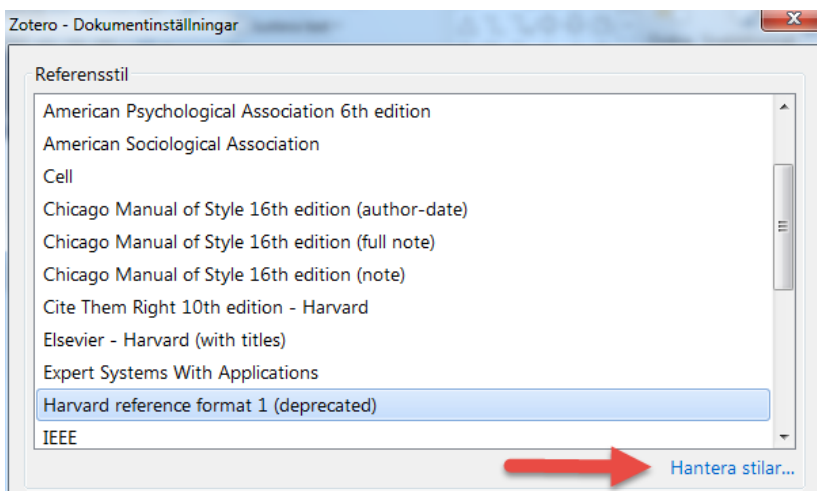 Zotero - Dokumentinställningar
Referensstil
American Psychological Association 6th edition
American Sociological Association
Cell
Chicago Manual of Style 16th edition (author-date)
Chicago Manual of Style 16th edition (full note)
Chicago Manual of Style 16th edition (note)
Cite Them Right 10th edition - Harvard
Elsevier - Harvard (with titles)
Expert Systems With Applications
Harvard reference format 1 (deprecated)
IEEE
Hantera stilar...